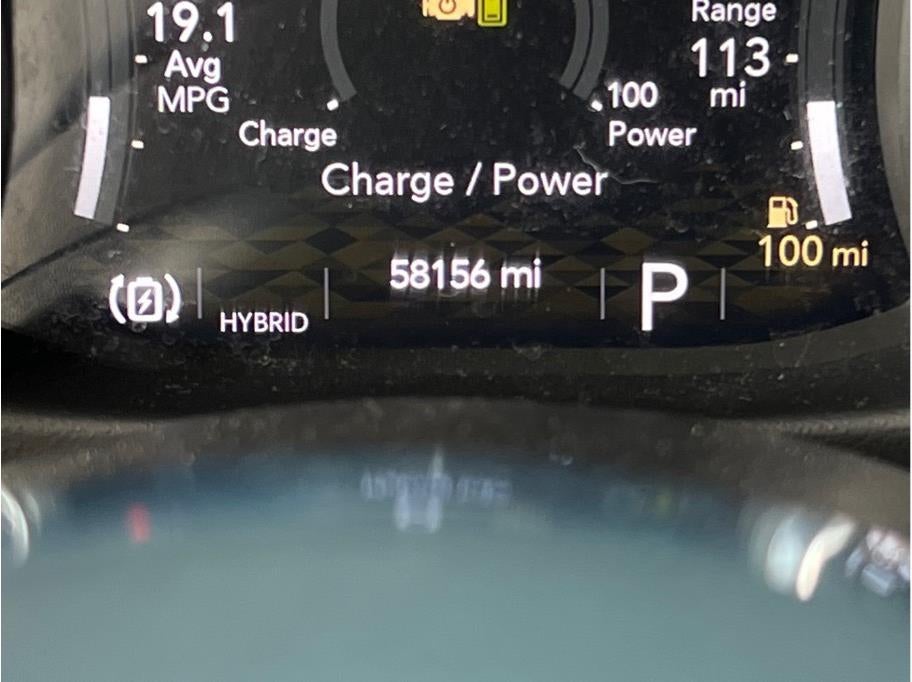 19.1
Avg
MPG
Range
113
mi
Charge
100
Power
Charge / Power
100 mi
HYBRID
58156 mi
P